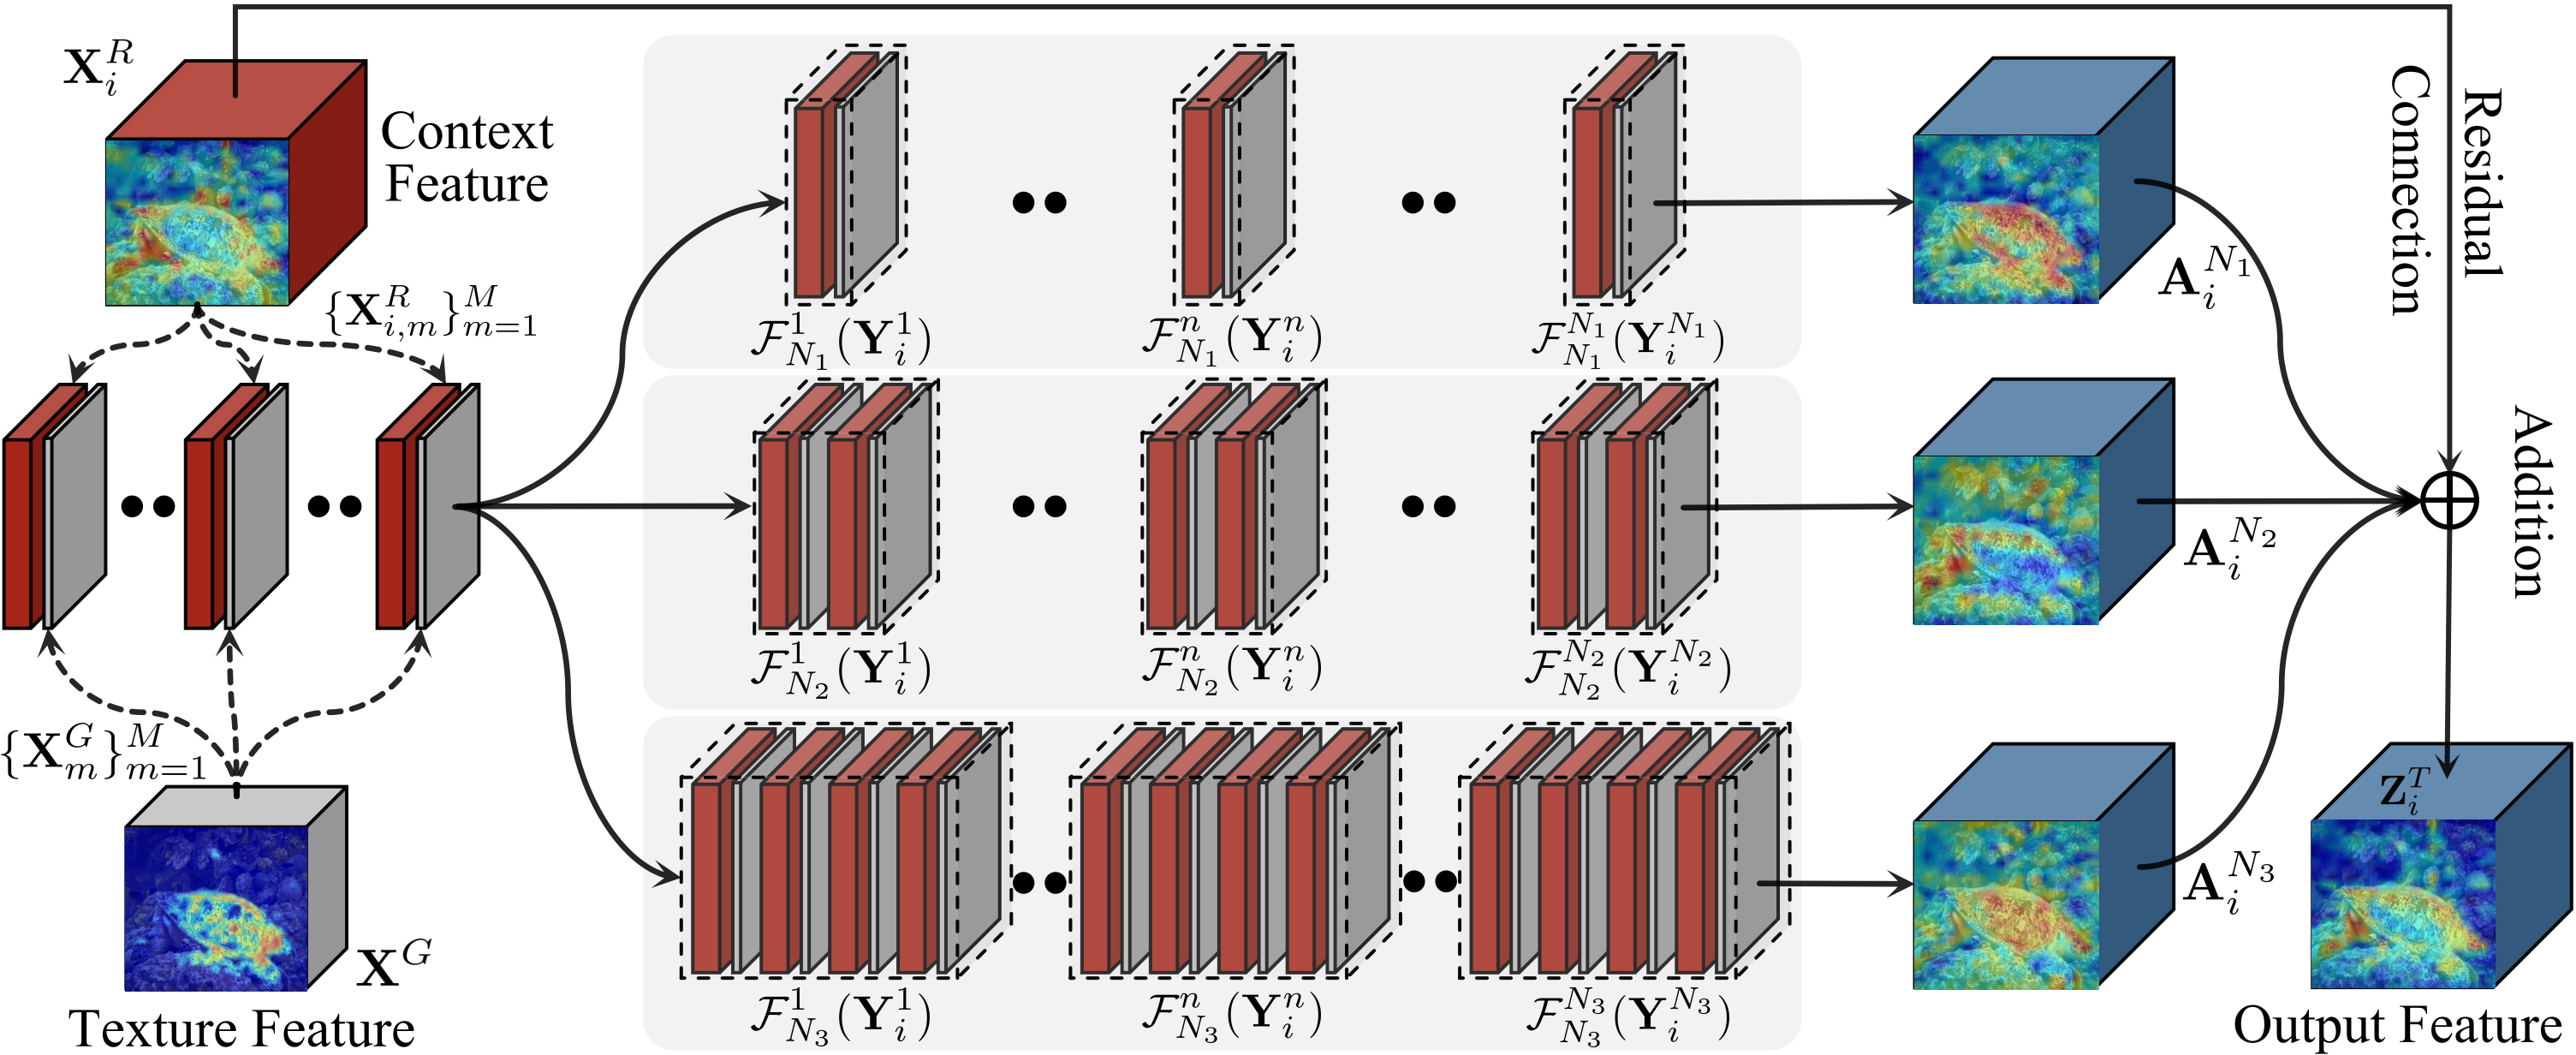 X_i^R
Context
Feature
{X_{i,m}^R}_{m=1}^M
{X_m^G}_{m=1}^M
X^G
Texture Feature
F_{N_1}^1(Y_i^1)
F_{N_1}^n(Y_i^n)
F_{N_1}^{N_1}(Y_i^{N_1})
F_{N_2}^1(Y_i^1)
F_{N_2}^n(Y_i^n)
F_{N_2}^{N_2}(Y_i^{N_2})
F_{N_3}^1(Y_i^1)
F_{N_3}^n(Y_i^n)
F_{N_3}^{N_3}(Y_i^{N_3})
A_i^{N_1}
A_i^{N_2}
A_i^{N_3}
Residual
Connection
Addition
Z_i^T
Output Feature